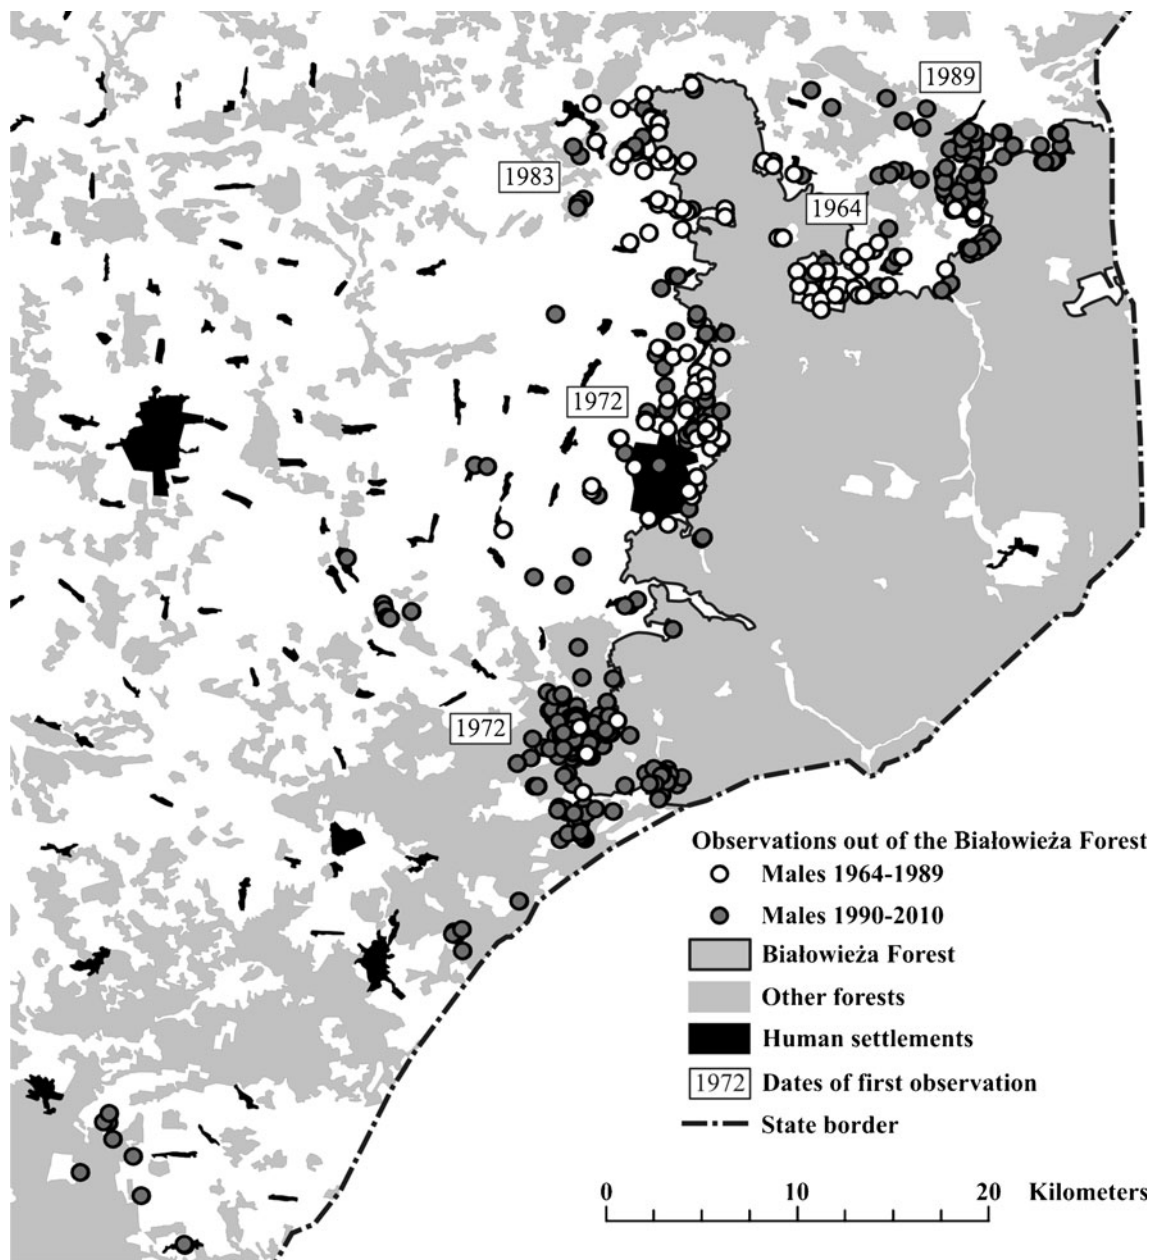 1989
1983
1964
1972
1972
Observations out of the Białowieża Forest
Males 1964-1989
Males 1990-2010
Białowieża Forest
Other forests
Human settlements
1972 Dates of first observation
State border
0 10 20 Kilometers